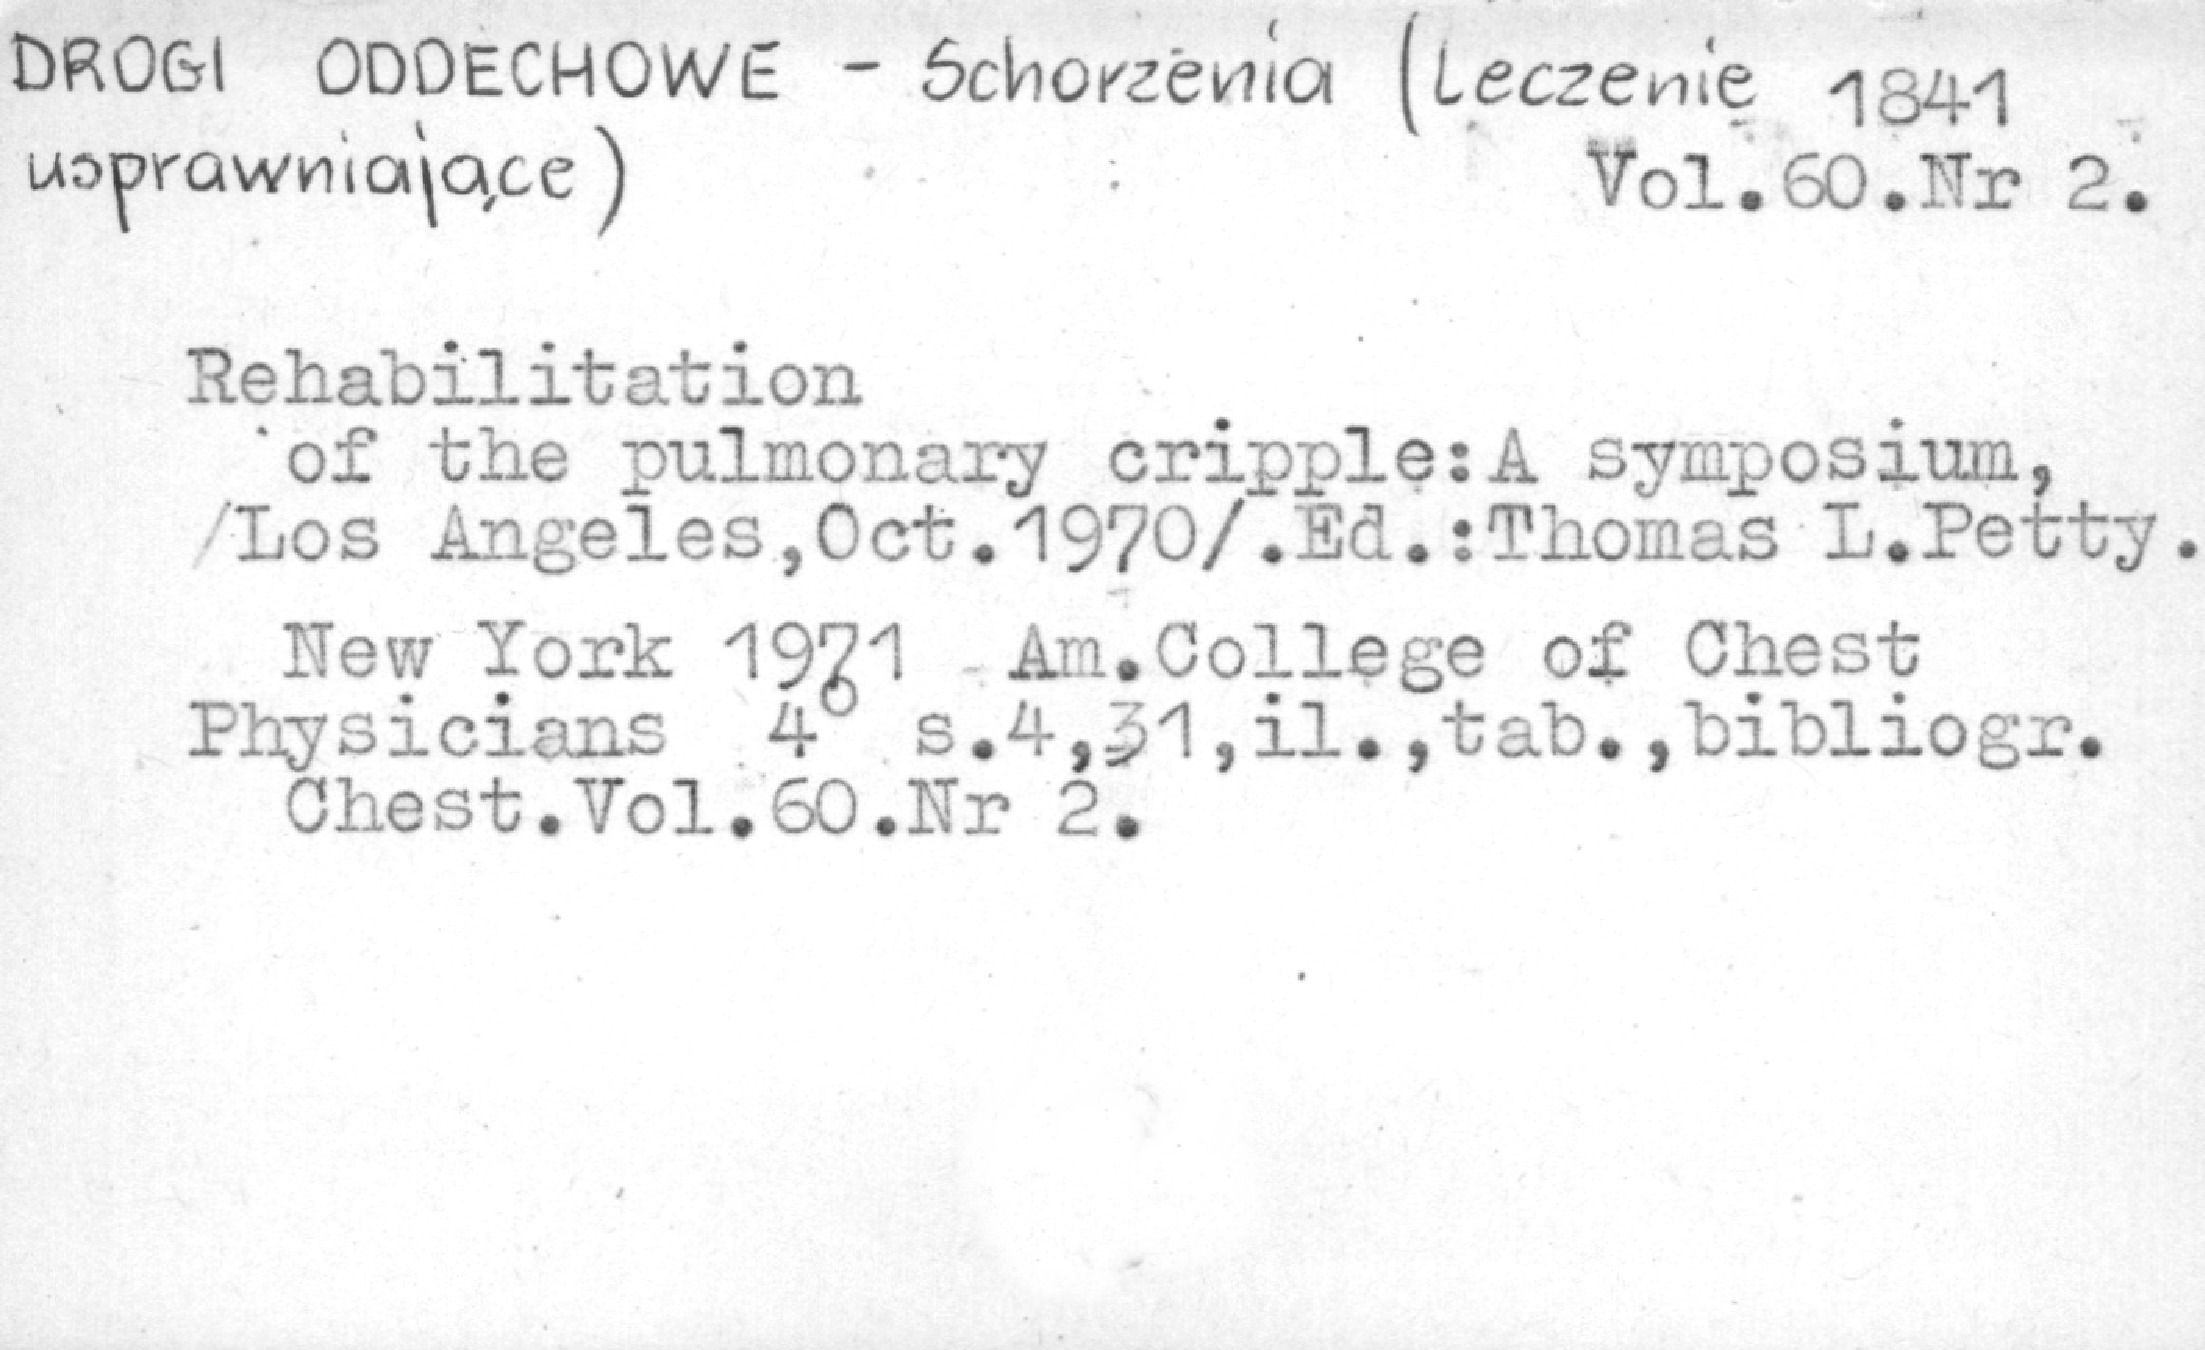 DROGI ODDECHOWE - Schorzenia (Leczenie 1841
usprawniające) Vol.60.Nr 2.
Rehabilitation
of the pulmonary cripple:A symposium,
/Los Angeles,Oct.1970/.Ed.:Thomas L.Petty.
New York 1971 Am.College of Chest
Physicians 4° s.4,31,il.,tab.,bibliogr.
Chest.Vol.60.Nr 2.